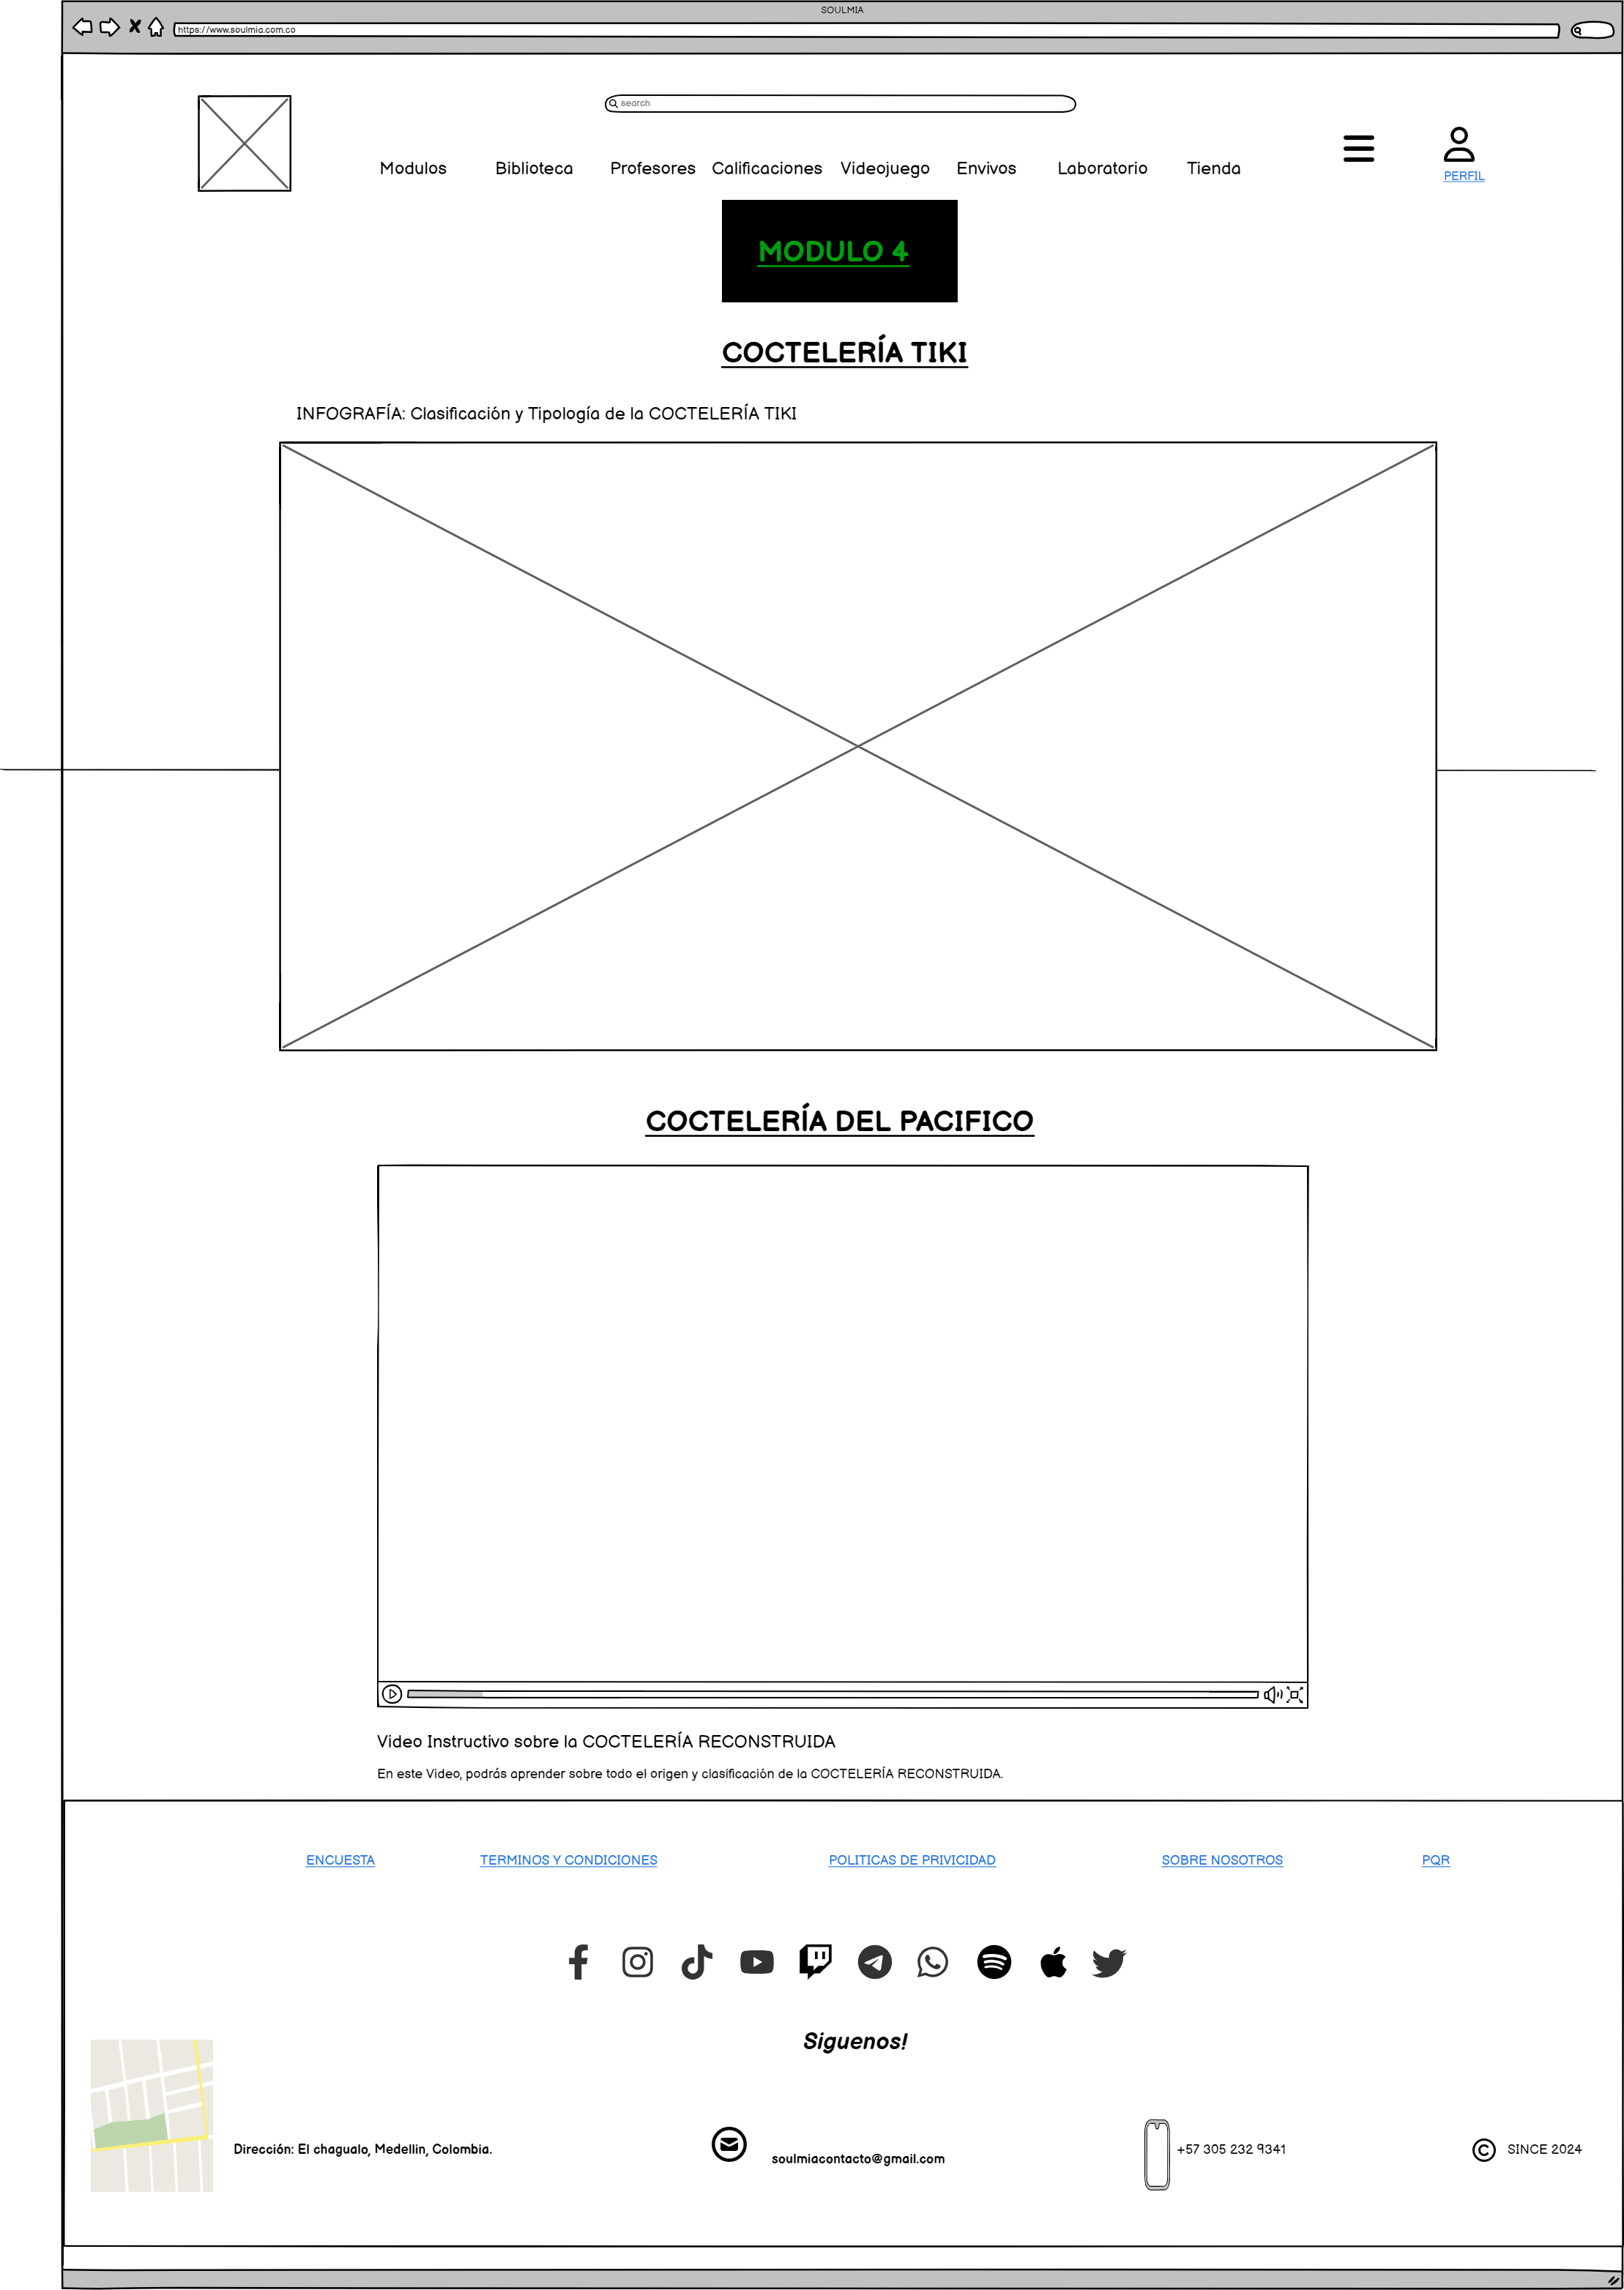 SOULMIA
https://www.soulmia.com.co
search
Modulos Biblioteca Profesores Calificaciones Videojuego Envivos Laboratorio Tienda
PERFIL
MODULO 4
COCTELERÍA TIKI
INFOGRAFÍA: Clasificación y Tipología de la COCTELERÍA TIKI
COCTELERÍA DEL PACIFICO
Video Instructivo sobre la COCTELERÍA RECONSTRUIDA
En este Video, podrás aprender sobre todo el origen y clasificación de la COCTELERÍA RECONSTRUIDA.
ENCUESTA TERMINOS Y CONDICIONES POLITICAS DE PRIVICIDAD SOBRE NOSOTROS PQR
Siguenos!
Dirección: El chagualo, Medellin, Colombia. soulmiacontacto@gmail.com +57 305 232 9341 © SINCE 2024